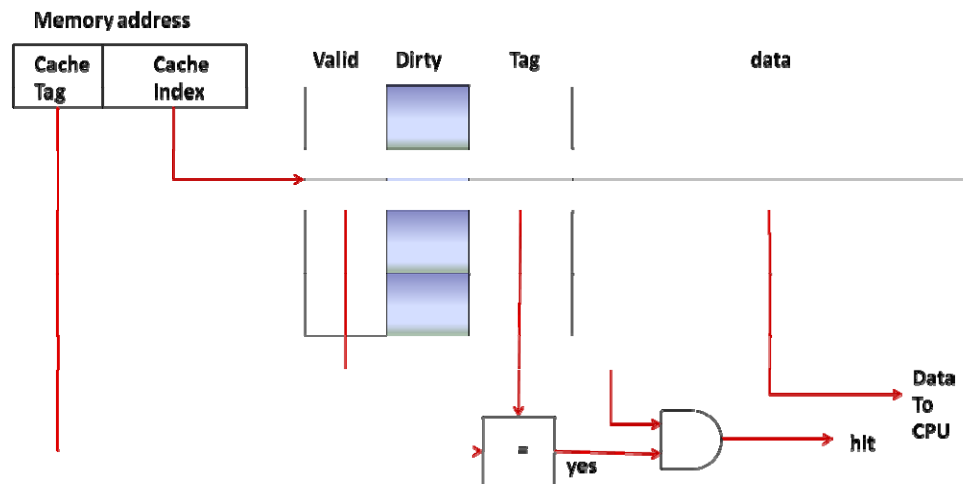 Memory address
Cache Tag
Cache Index
Valid
Dirty
Tag
data
=
yes
hit
Data To CPU